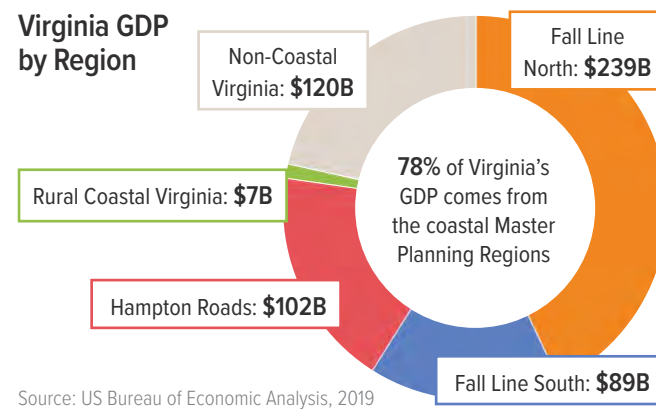 Virginia GDP
by Region
Non-Coastal
Virginia: $120B
Fall Line
North: $239B
78% of Virginia's
GDP comes from
the coastal Master
Planning Regions
Rural Coastal Virginia: $7B
Hampton Roads: $102B
Fall Line South: $89B
Source: US Bureau of Economic Analysis, 2019